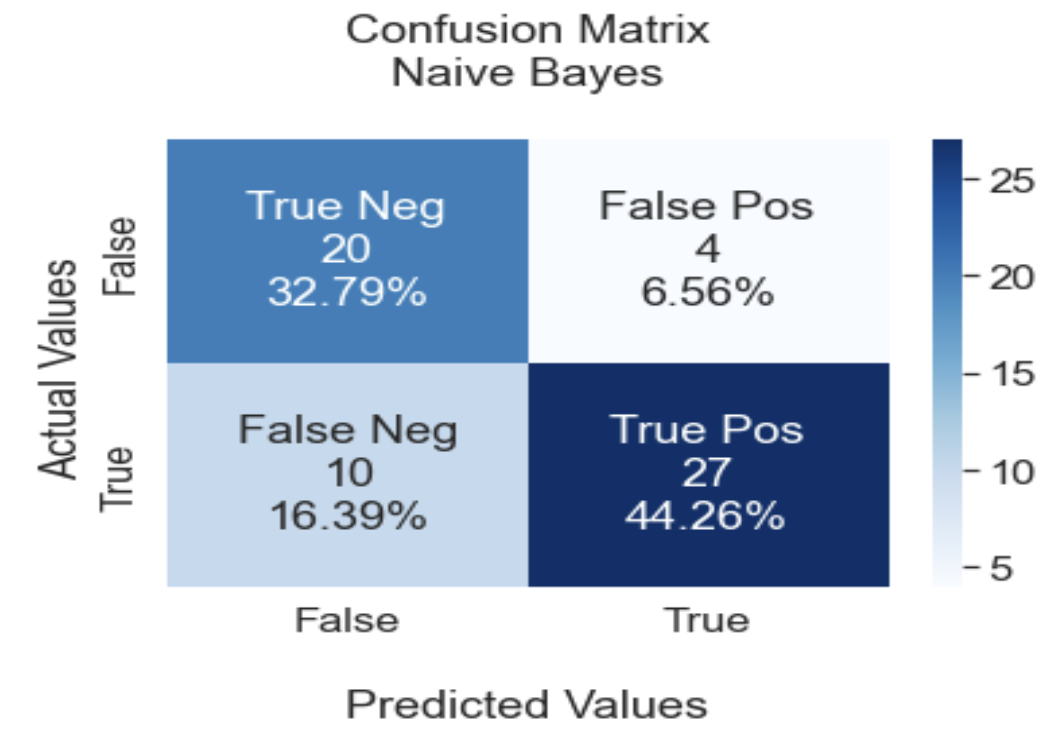 Confusion Matrix
Naive Bayes
True Neg
20
32.79%
False Pos
4
6.56%
False Neg
10
16.39%
True Pos
27
44.26%
Actual Values
False
True
False
True
Predicted Values
25
20
15
10
5